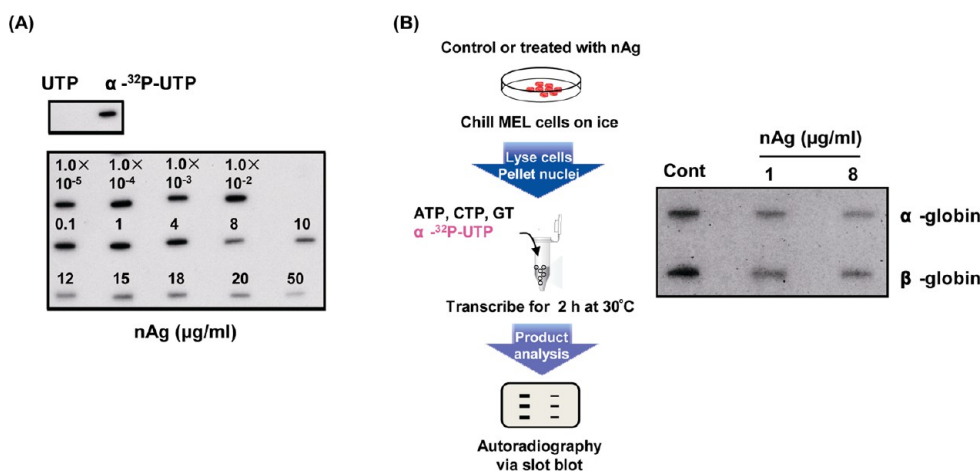 (A)
UTP α -³²P-UTP
1.0× 1.0× 1.0× 1.0×
10⁻⁵ 10⁻⁴ 10⁻³ 10⁻²
0.1 1 4 8 10
12 15 18 20 50
nAg (μg/ml)
(B)
Control or treated with nAg
Chill MEL cells on ice
Lyse cells
Pellet nuclei
ATP, CTP, GT
α -³²P-UTP
Transcribe for 2 h at 30°C
Product
analysis
Autoradiography
via slot blot
nAg (μg/ml)
Cont 1 8
α -globin
β -globin